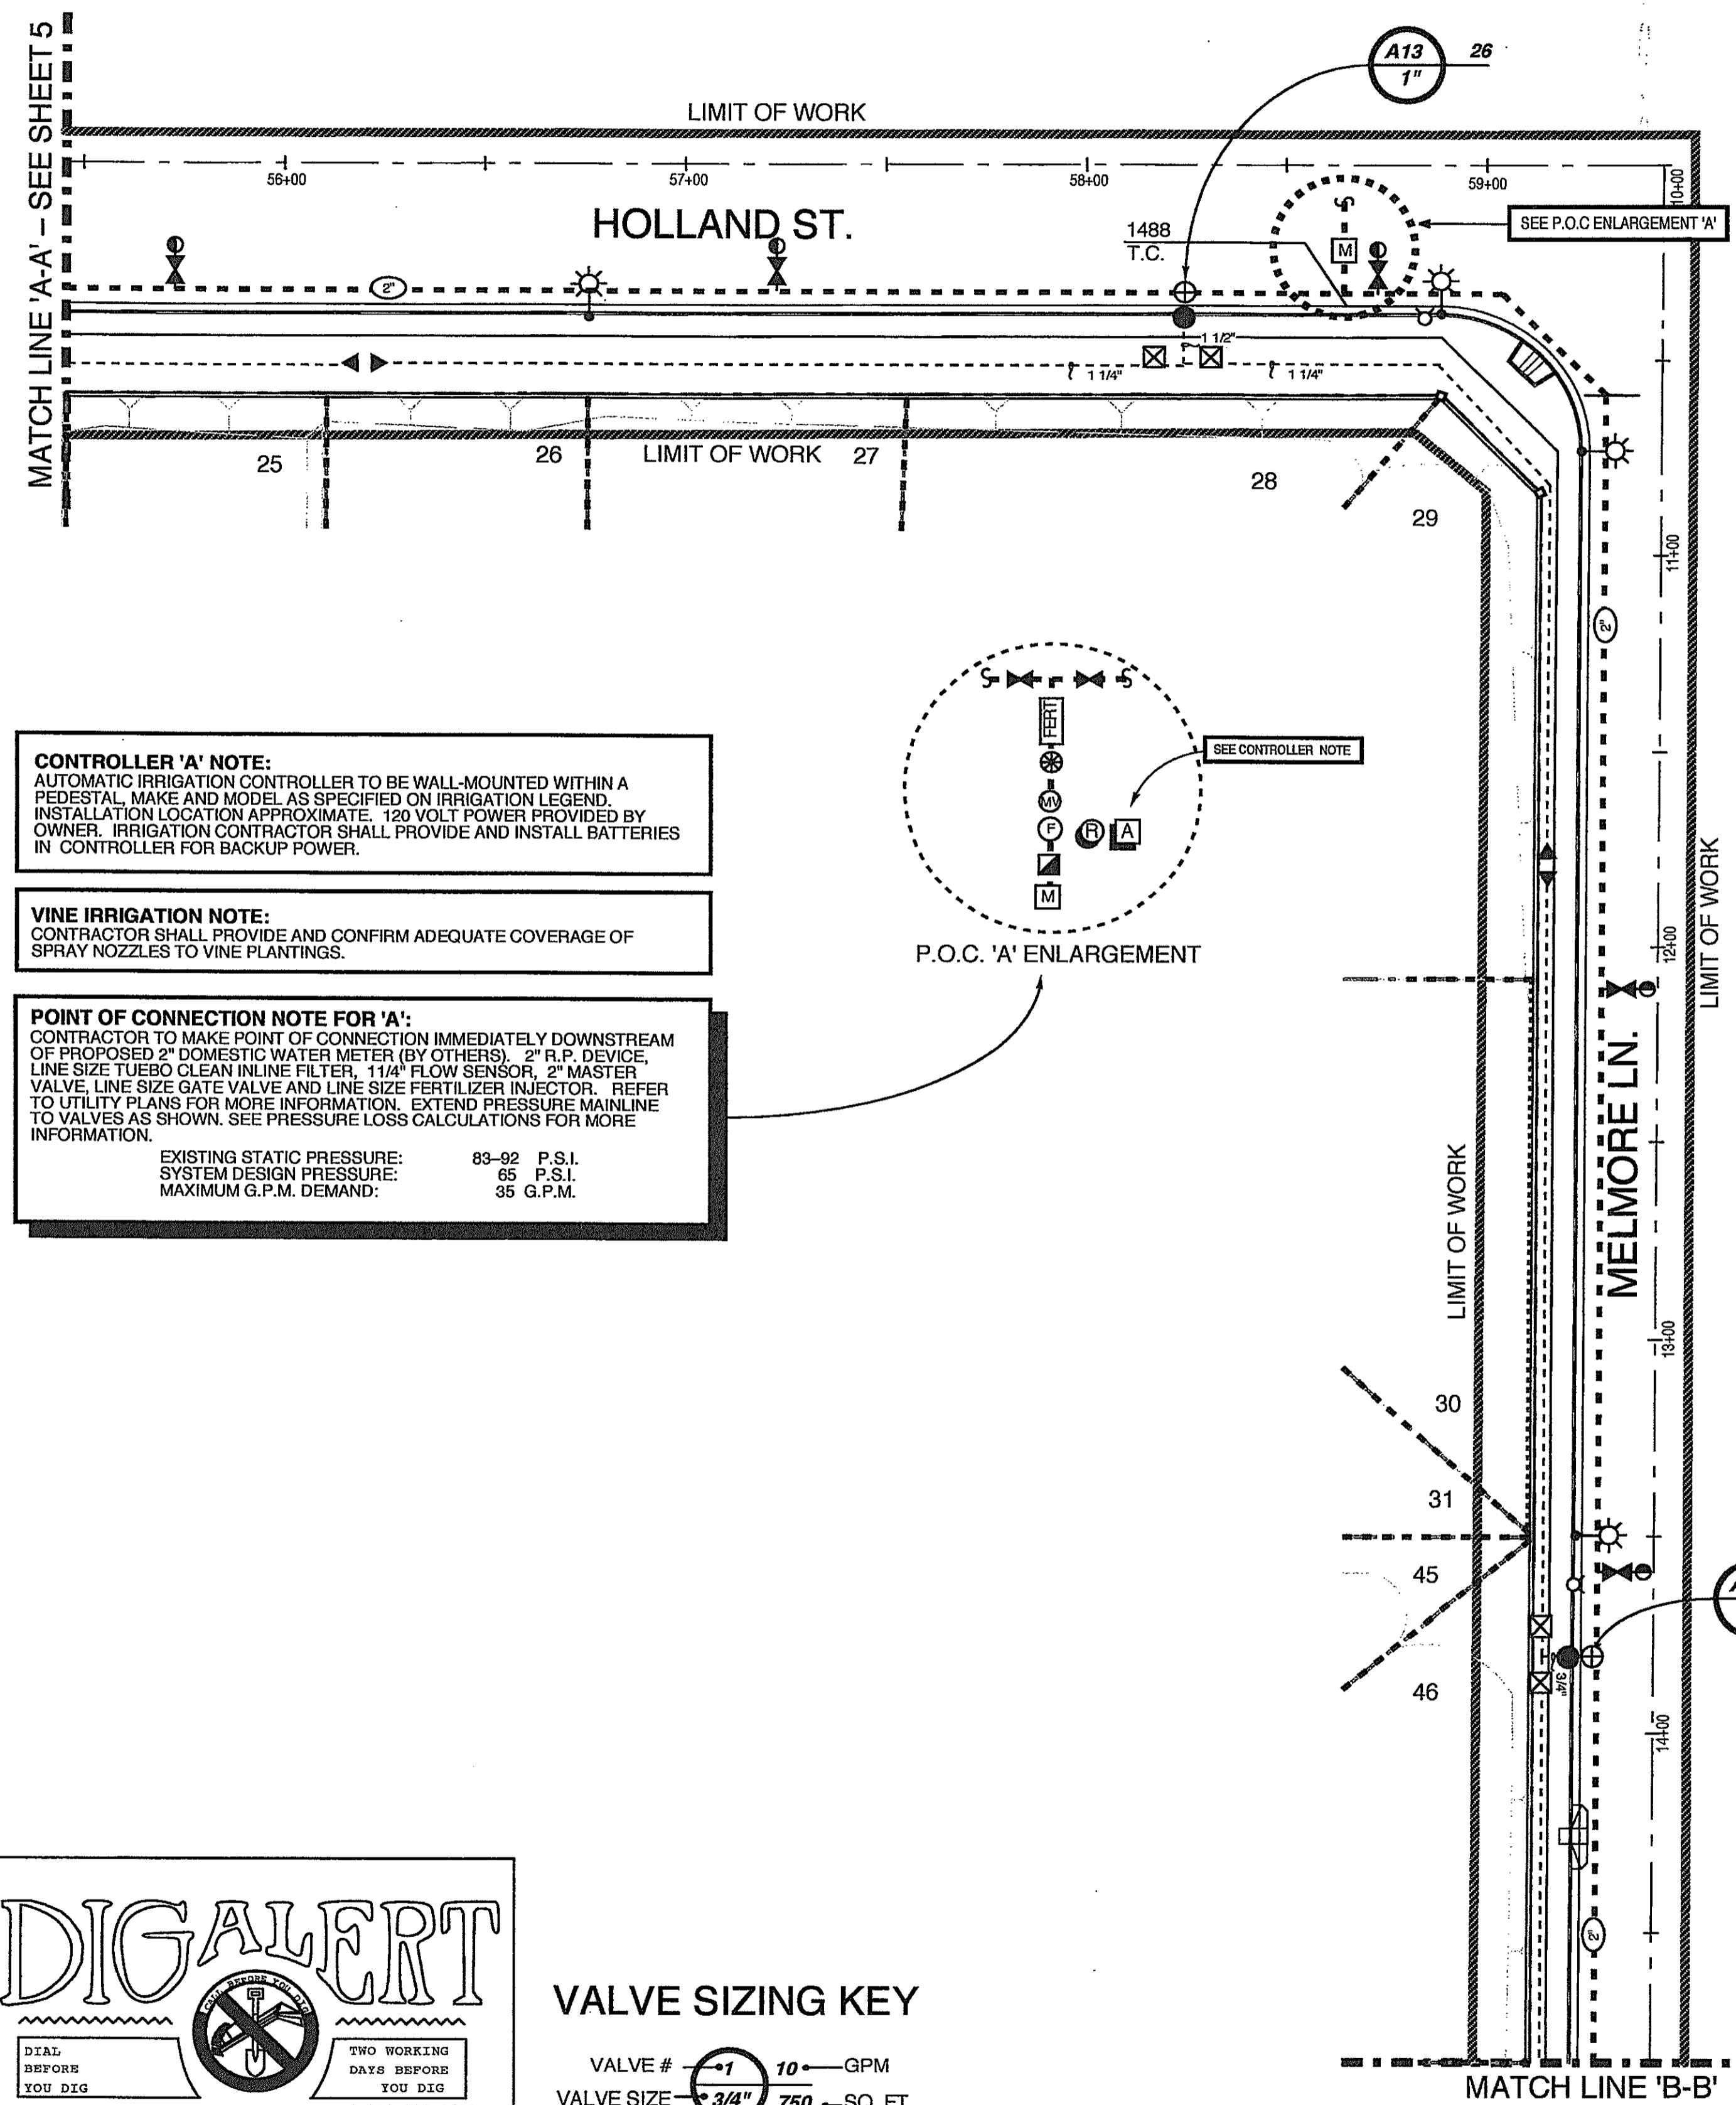 MATCH LINE 'A-A' – SEE SHEET 5
A13 26
1"
LIMIT OF WORK
56+00 57+00 58+00 59+00
10+00
HOLLAND ST.
1488
T.C.
M
SEE P.O.C ENLARGEMENT 'A'
2"
1 1/2"
1 1/4" 1 1/4"
25 26 LIMIT OF WORK 27 28 29
11+00
2"
FERT
MV
F R A
M
SEE CONTROLLER NOTE
P.O.C. 'A' ENLARGEMENT
CONTROLLER 'A' NOTE:
AUTOMATIC IRRIGATION CONTROLLER TO BE WALL-MOUNTED WITHIN A
PEDESTAL, MAKE AND MODEL AS SPECIFIED ON IRRIGATION LEGEND.
INSTALLATION LOCATION APPROXIMATE. 120 VOLT POWER PROVIDED BY
OWNER. IRRIGATION CONTRACTOR SHALL PROVIDE AND INSTALL BATTERIES
IN CONTROLLER FOR BACKUP POWER.
VINE IRRIGATION NOTE:
CONTRACTOR SHALL PROVIDE AND CONFIRM ADEQUATE COVERAGE OF
SPRAY NOZZLES TO VINE PLANTINGS.
POINT OF CONNECTION NOTE FOR 'A':
CONTRACTOR TO MAKE POINT OF CONNECTION IMMEDIATELY DOWNSTREAM
OF PROPOSED 2" DOMESTIC WATER METER (BY OTHERS). 2" R.P. DEVICE,
LINE SIZE TUEBO CLEAN INLINE FILTER, 11/4" FLOW SENSOR, 2" MASTER
VALVE, LINE SIZE GATE VALVE AND LINE SIZE FERTILIZER INJECTOR. REFER
TO UTILITY PLANS FOR MORE INFORMATION. EXTEND PRESSURE MAINLINE
TO VALVES AS SHOWN. SEE PRESSURE LOSS CALCULATIONS FOR MORE
INFORMATION.
EXISTING STATIC PRESSURE: 83–92 P.S.I.
SYSTEM DESIGN PRESSURE: 65 P.S.I.
MAXIMUM G.P.M. DEMAND: 35 G.P.M.
LIMIT OF WORK
12+00
MELMORE LN.
LIMIT OF WORK
13+00
30
31
45
46
3/4"
14+00
2"
MATCH LINE 'B-B'
DIGALERT
CALL BEFORE YOU DIG
DIAL
BEFORE
YOU DIG
TWO WORKING
DAYS BEFORE
YOU DIG
VALVE SIZING KEY
VALVE # 1 10 GPM
VALVE SIZE 3/4" 750 SQ. FT.